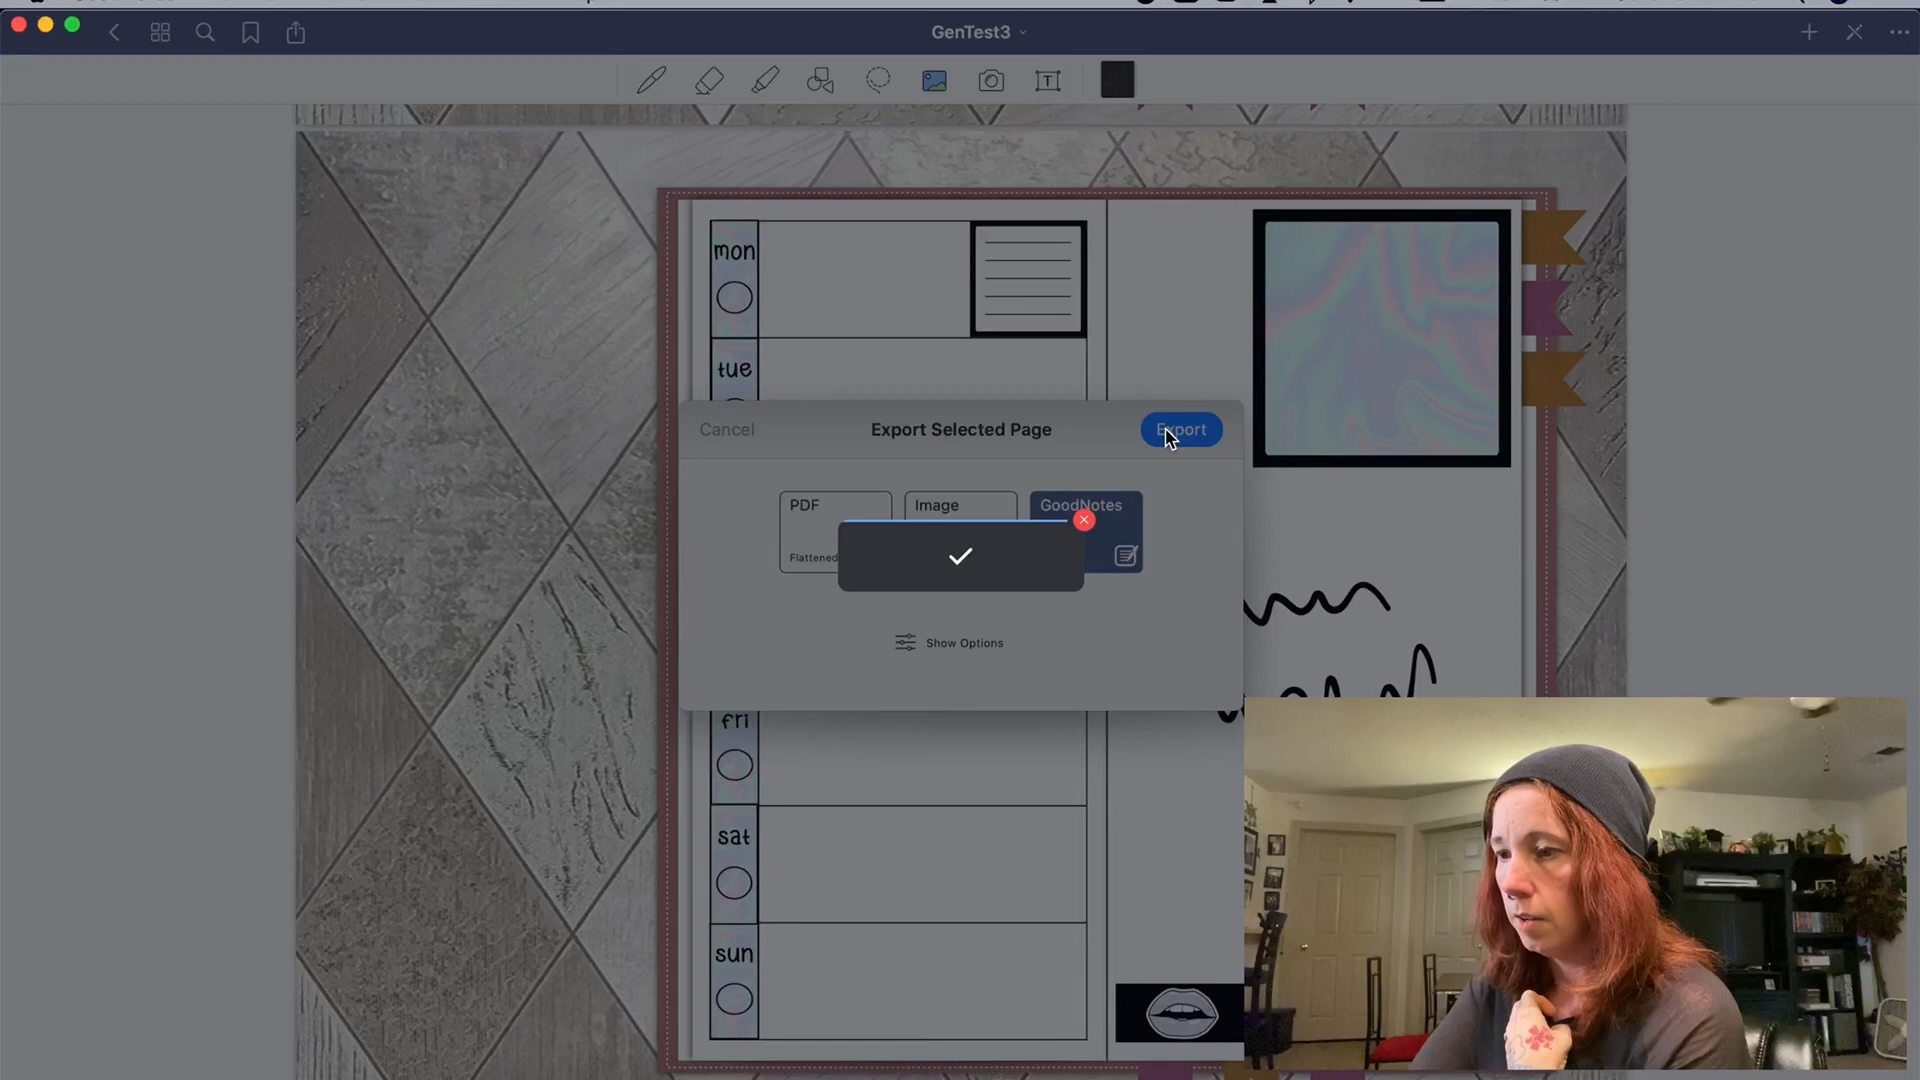 GenTest3
T
mon
tue
Cancel
Export Selected Page
Export
PDF
Image
GoodNotes
Flattened
Show Options
fri
sat
sun